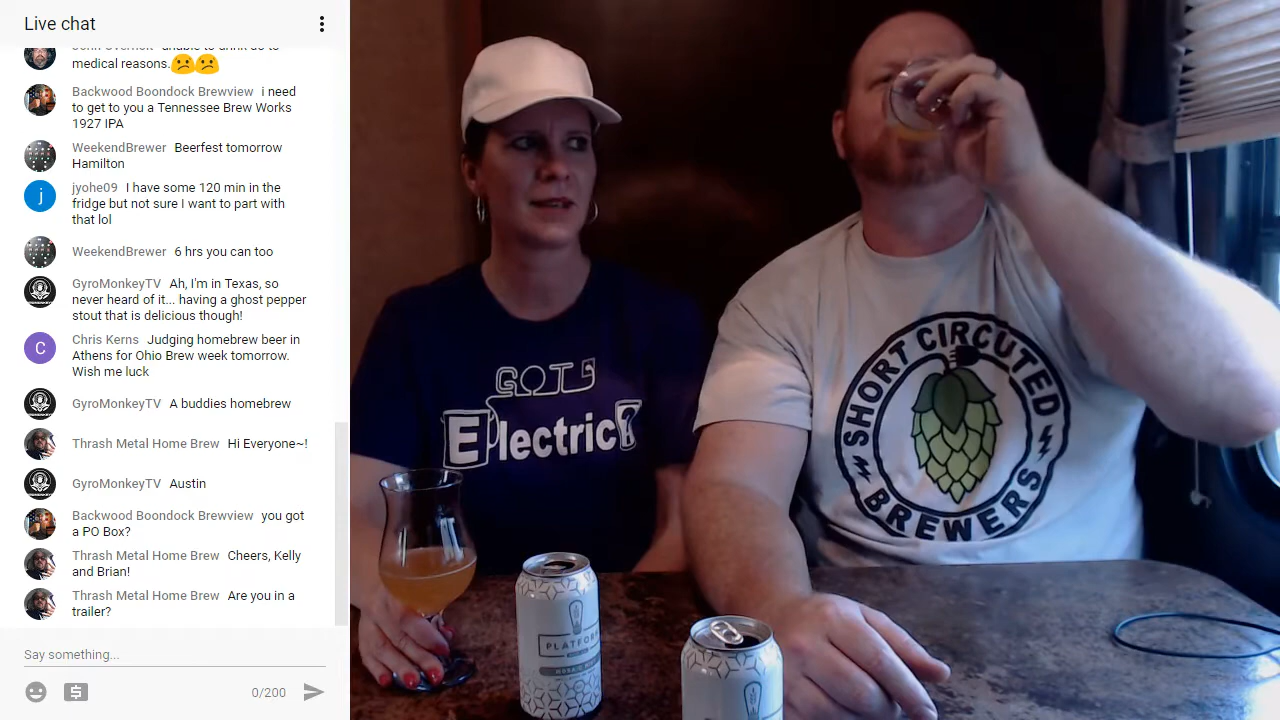 Live chat
medical reasons.
Backwood Boondock Brewview i need
to get to you a Tennessee Brew Works
1927 IPA
WeekendBrewer Beerfest tomorrow
Hamilton
j
jyohe09 I have some 120 min in the
fridge but not sure I want to part with
that lol
WeekendBrewer 6 hrs you can too
GyroMonkeyTV Ah, I'm in Texas, so
never heard of it... having a ghost pepper
stout that is delicious though!
C
Chris Kerns Judging homebrew beer in
Athens for Ohio Brew week tomorrow.
Wish me luck
GyroMonkeyTV A buddies homebrew
Thrash Metal Home Brew Hi Everyone~!
GyroMonkeyTV Austin
Backwood Boondock Brewview you got
a PO Box?
Thrash Metal Home Brew Cheers, Kelly
and Brian!
Thrash Metal Home Brew Are you in a
trailer?
Say something...
0/200
GOT
Electric?
SHORT CIRCUTED
BREWERS
PLATFORM